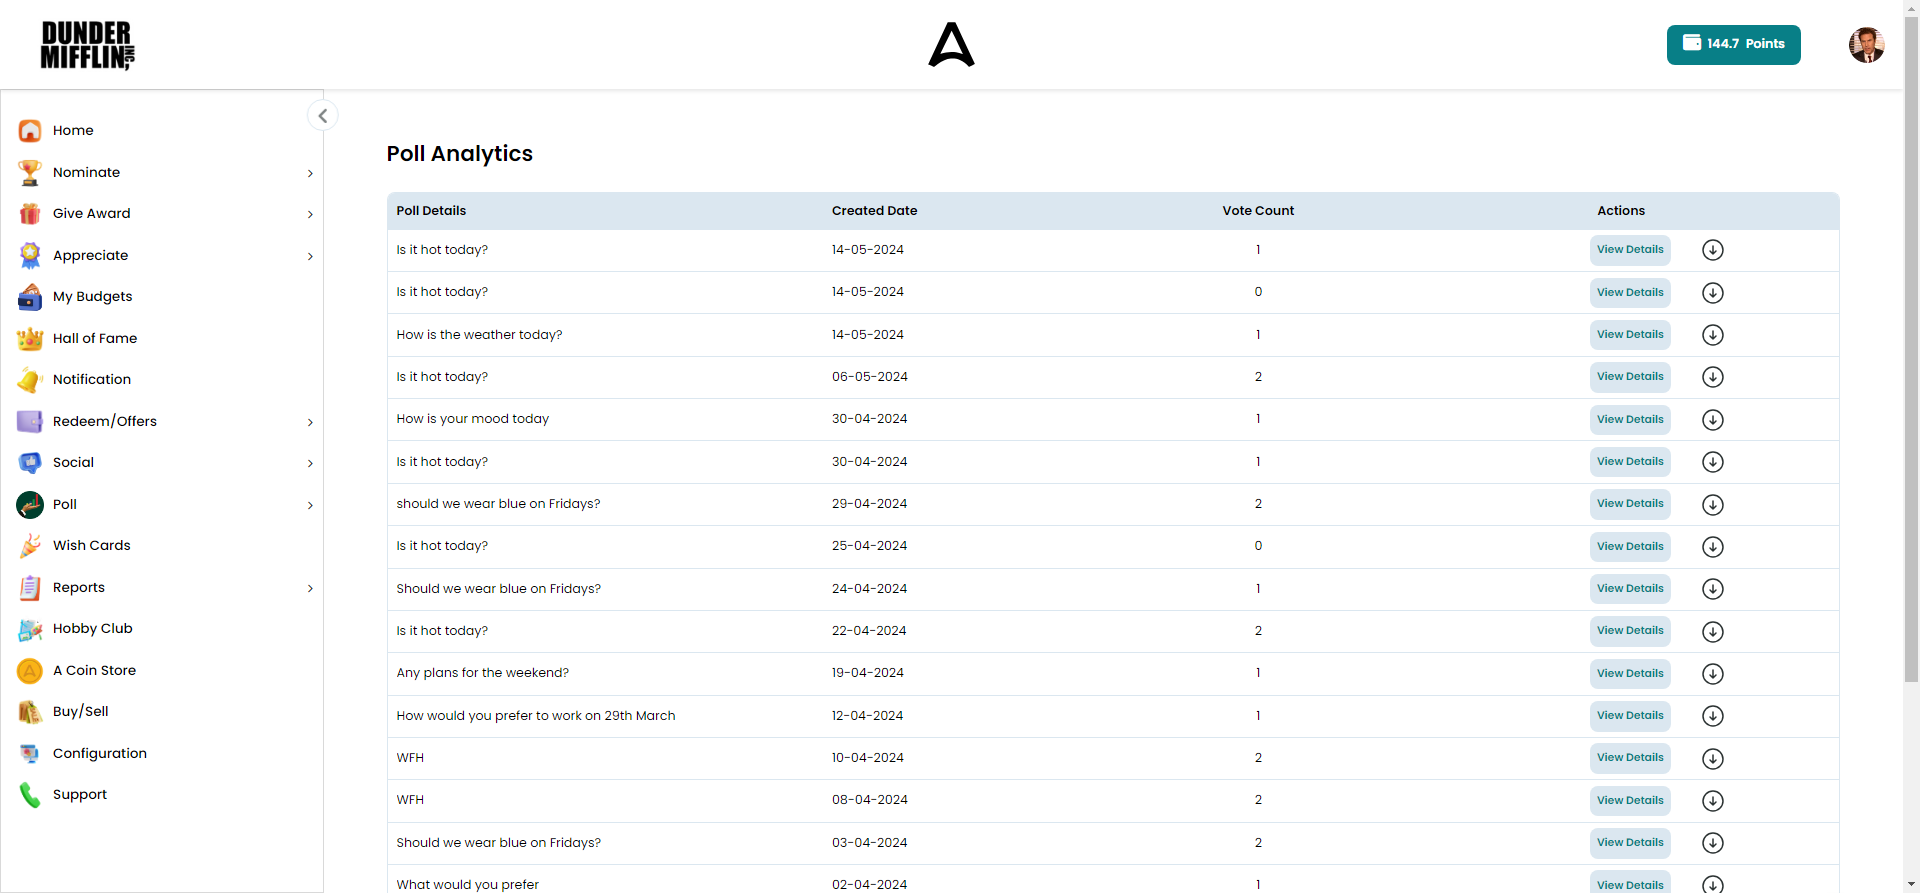 DUNDER
MIFFLIN INC,
144.7 Points
Home
Nominate
Give Award
Appreciate
My Budgets
Hall of Fame
Notification
Redeem/Offers
Social
Poll
Wish Cards
Reports
Hobby Club
A Coin Store
Buy/Sell
Configuration
Support
Poll Analytics
Poll Details Created Date Vote Count Actions
Is it hot today? 14-05-2024 1 View Details
Is it hot today? 14-05-2024 0 View Details
How is the weather today? 14-05-2024 1 View Details
Is it hot today? 06-05-2024 2 View Details
How is your mood today 30-04-2024 1 View Details
Is it hot today? 30-04-2024 1 View Details
should we wear blue on Fridays? 29-04-2024 2 View Details
Is it hot today? 25-04-2024 0 View Details
Should we wear blue on Fridays? 24-04-2024 1 View Details
Is it hot today? 22-04-2024 2 View Details
Any plans for the weekend? 19-04-2024 1 View Details
How would you prefer to work on 29th March 12-04-2024 1 View Details
WFH 10-04-2024 2 View Details
WFH 08-04-2024 2 View Details
Should we wear blue on Fridays? 03-04-2024 2 View Details
What would you prefer 02-04-2024 1 View Details